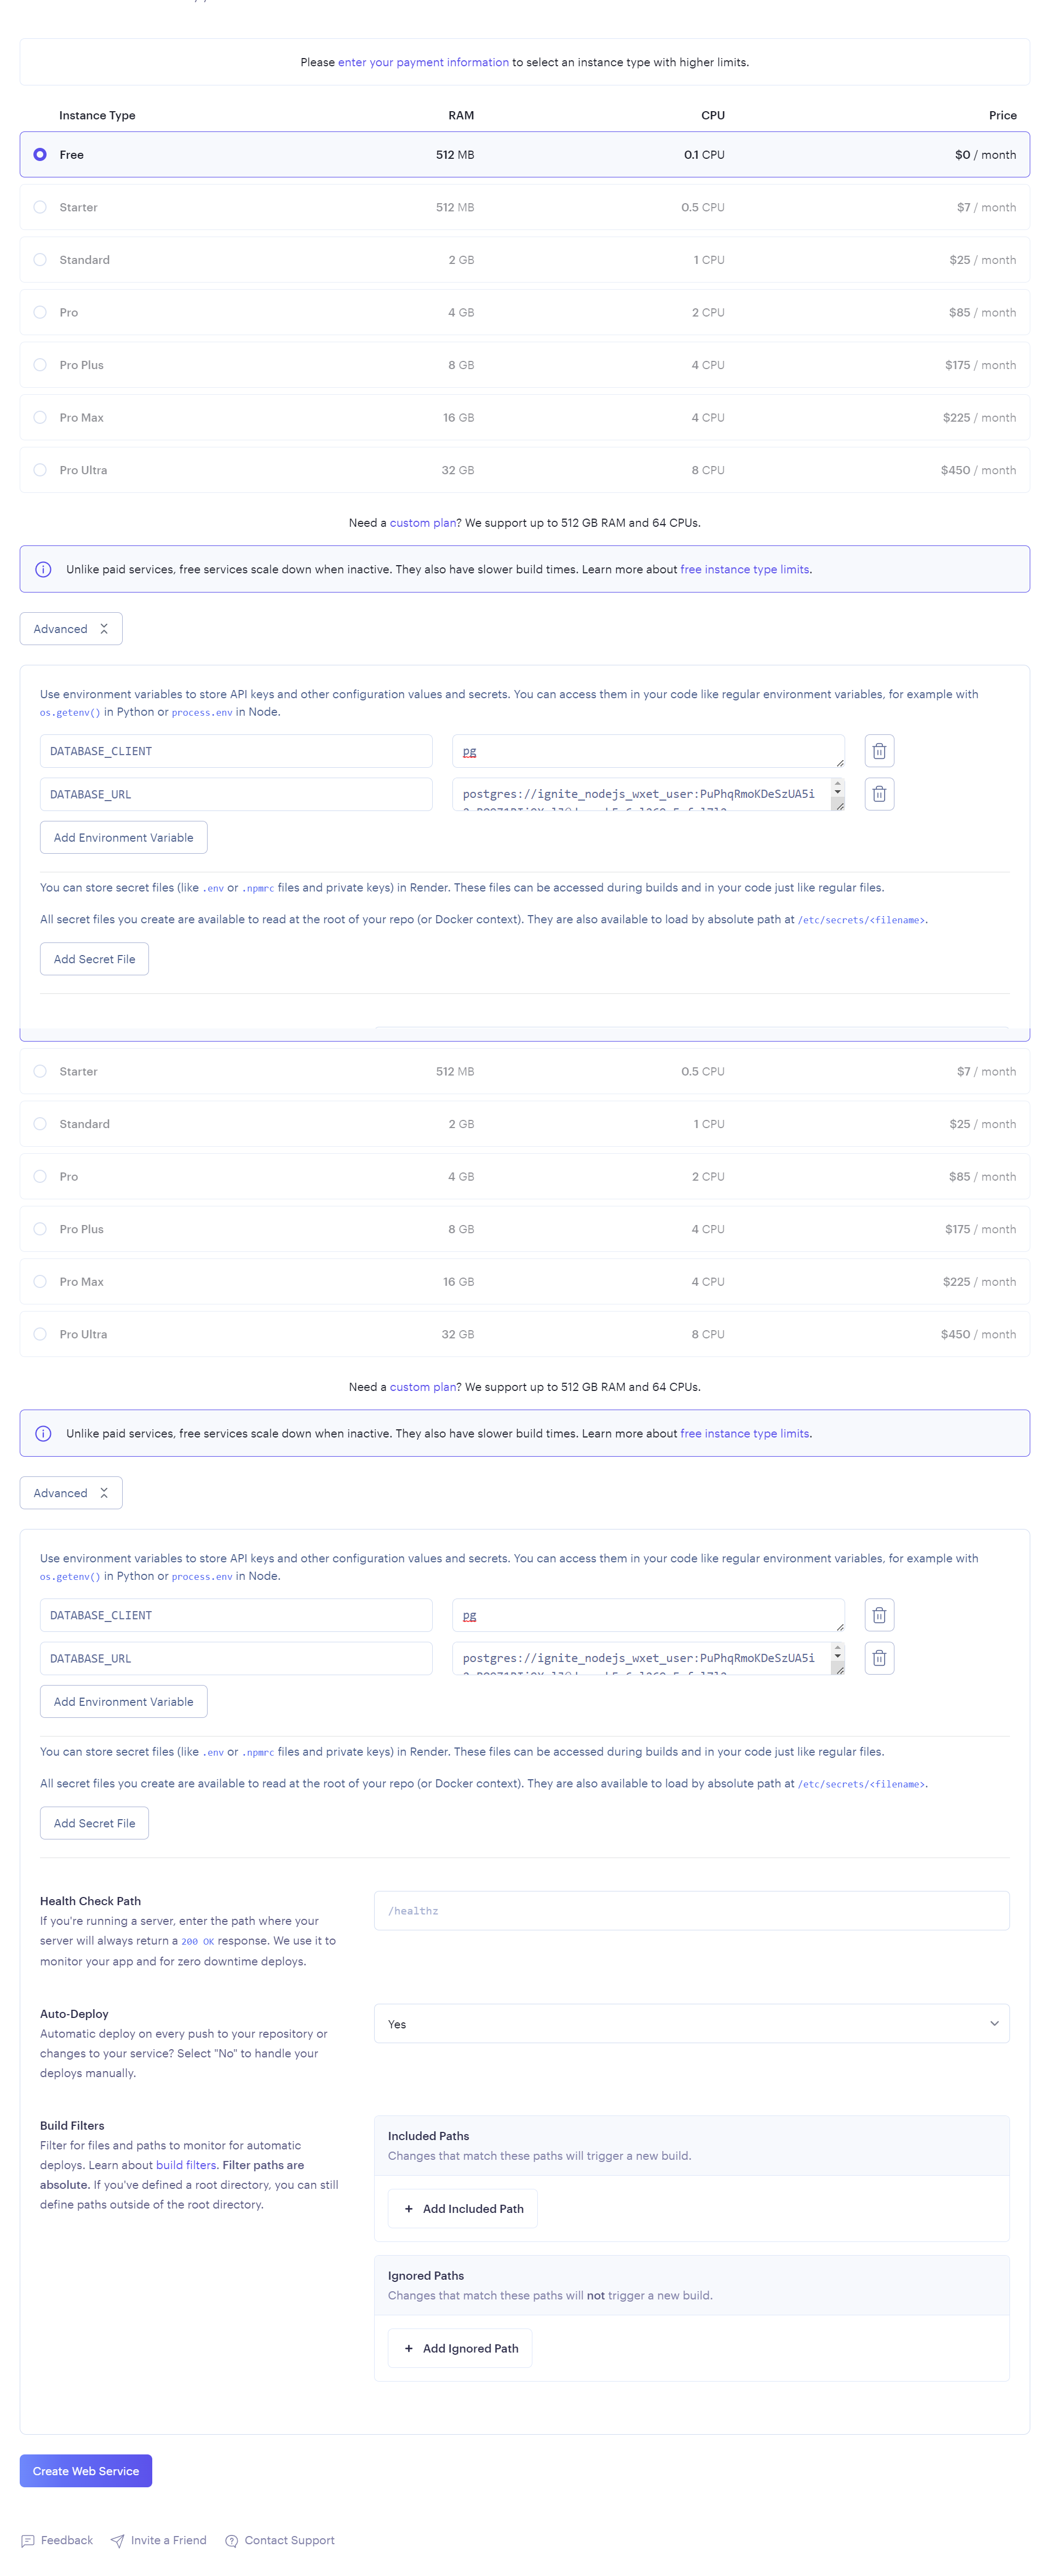 Please enter your payment information to select an instance type with higher limits.
Instance Type RAM CPU Price
Free 512 MB 0.1 CPU $0 / month
Starter 512 MB 0.5 CPU $7 / month
Standard 2 GB 1 CPU $25 / month
Pro 4 GB 2 CPU $85 / month
Pro Plus 8 GB 4 CPU $175 / month
Pro Max 16 GB 4 CPU $225 / month
Pro Ultra 32 GB 8 CPU $450 / month
Need a custom plan? We support up to 512 GB RAM and 64 CPUs.
Unlike paid services, free services scale down when inactive. They also have slower build times. Learn more about free instance type limits.
Advanced
Use environment variables to store API keys and other configuration values and secrets. You can access them in your code like regular environment variables, for example with
os.getenv() in Python or process.env in Node.
DATABASE_CLIENT pg
DATABASE_URL postgres://ignite_nodejs_wxet_user:PuPhqRmoKDeSzUA5i
Add Environment Variable
You can store secret files (like .env or .npmrc files and private keys) in Render. These files can be accessed during builds and in your code just like regular files.
All secret files you create are available to read at the root of your repo (or Docker context). They are also available to load by absolute path at /etc/secrets/<filename>.
Add Secret File
Starter 512 MB 0.5 CPU $7 / month
Standard 2 GB 1 CPU $25 / month
Pro 4 GB 2 CPU $85 / month
Pro Plus 8 GB 4 CPU $175 / month
Pro Max 16 GB 4 CPU $225 / month
Pro Ultra 32 GB 8 CPU $450 / month
Need a custom plan? We support up to 512 GB RAM and 64 CPUs.
Unlike paid services, free services scale down when inactive. They also have slower build times. Learn more about free instance type limits.
Advanced
Use environment variables to store API keys and other configuration values and secrets. You can access them in your code like regular environment variables, for example with
os.getenv() in Python or process.env in Node.
DATABASE_CLIENT pg
DATABASE_URL postgres://ignite_nodejs_wxet_user:PuPhqRmoKDeSzUA5i
Add Environment Variable
You can store secret files (like .env or .npmrc files and private keys) in Render. These files can be accessed during builds and in your code just like regular files.
All secret files you create are available to read at the root of your repo (or Docker context). They are also available to load by absolute path at /etc/secrets/<filename>.
Add Secret File
Health Check Path
If you're running a server, enter the path where your
server will always return a 200 OK response. We use it to
monitor your app and for zero downtime deploys.
/healthz
Auto-Deploy
Automatic deploy on every push to your repository or
changes to your service? Select "No" to handle your
deploys manually.
Yes
Build Filters
Filter for files and paths to monitor for automatic
deploys. Learn about build filters. Filter paths are
absolute. If you've defined a root directory, you can still
define paths outside of the root directory.
Included Paths
Changes that match these paths will trigger a new build.
+ Add Included Path
Ignored Paths
Changes that match these paths will not trigger a new build.
+ Add Ignored Path
Create Web Service
Feedback Invite a Friend Contact Support